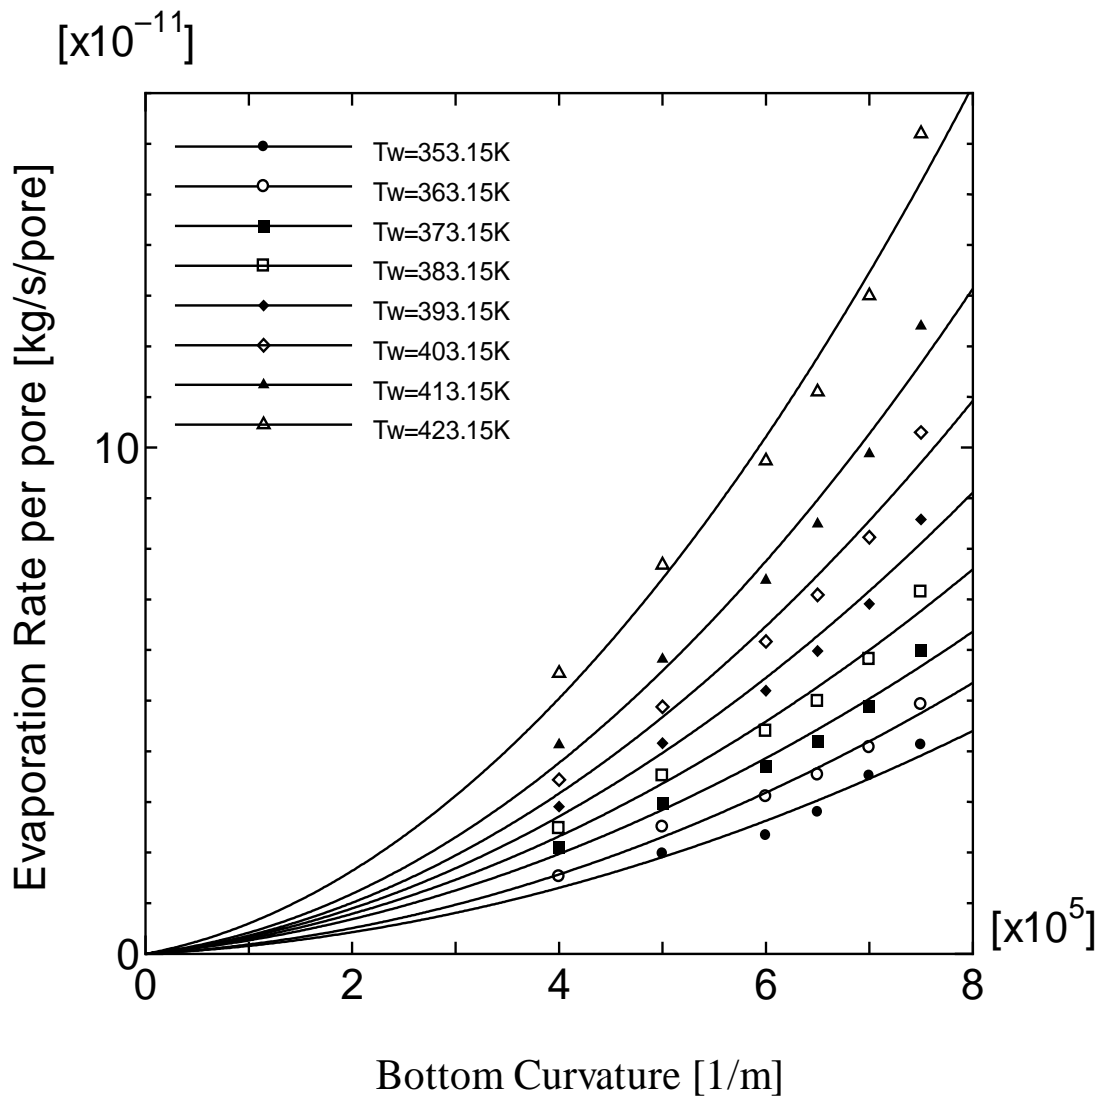 [x10⁻¹¹]
Tw=353.15K
Tw=363.15K
Tw=373.15K
Tw=383.15K
Tw=393.15K
Tw=403.15K
Tw=413.15K
Tw=423.15K
Evaporation Rate per pore [kg/s/pore]
10
0
[x10⁵]
0 2 4 6 8
Bottom Curvature [1/m]